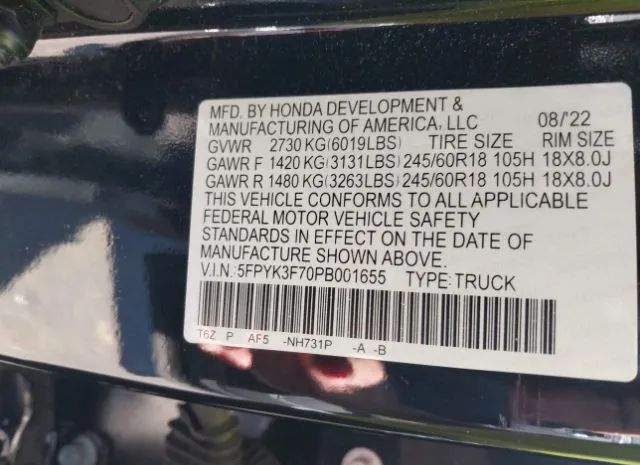 MFD. BY HONDA DEVELOPMENT &
MANUFACTURING OF AMERICA, LLC 08/'22
GVWR 2730 KG(6019LBS) TIRE SIZE RIM SIZE
GAWR F 1420 KG(3131LBS) 245/60R18 105H 18X8.0J
GAWR R 1480 KG(3263LBS) 245/60R18 105H 18X8.0J
THIS VEHICLE CONFORMS TO ALL APPLICABLE
FEDERAL MOTOR VEHICLE SAFETY
STANDARDS IN EFFECT ON THE DATE OF
MANUFACTURE SHOWN ABOVE.
V.I.N.:5FPYK3F70PB001655 TYPE:TRUCK
T6Z P AF5 -NH731P -A -B